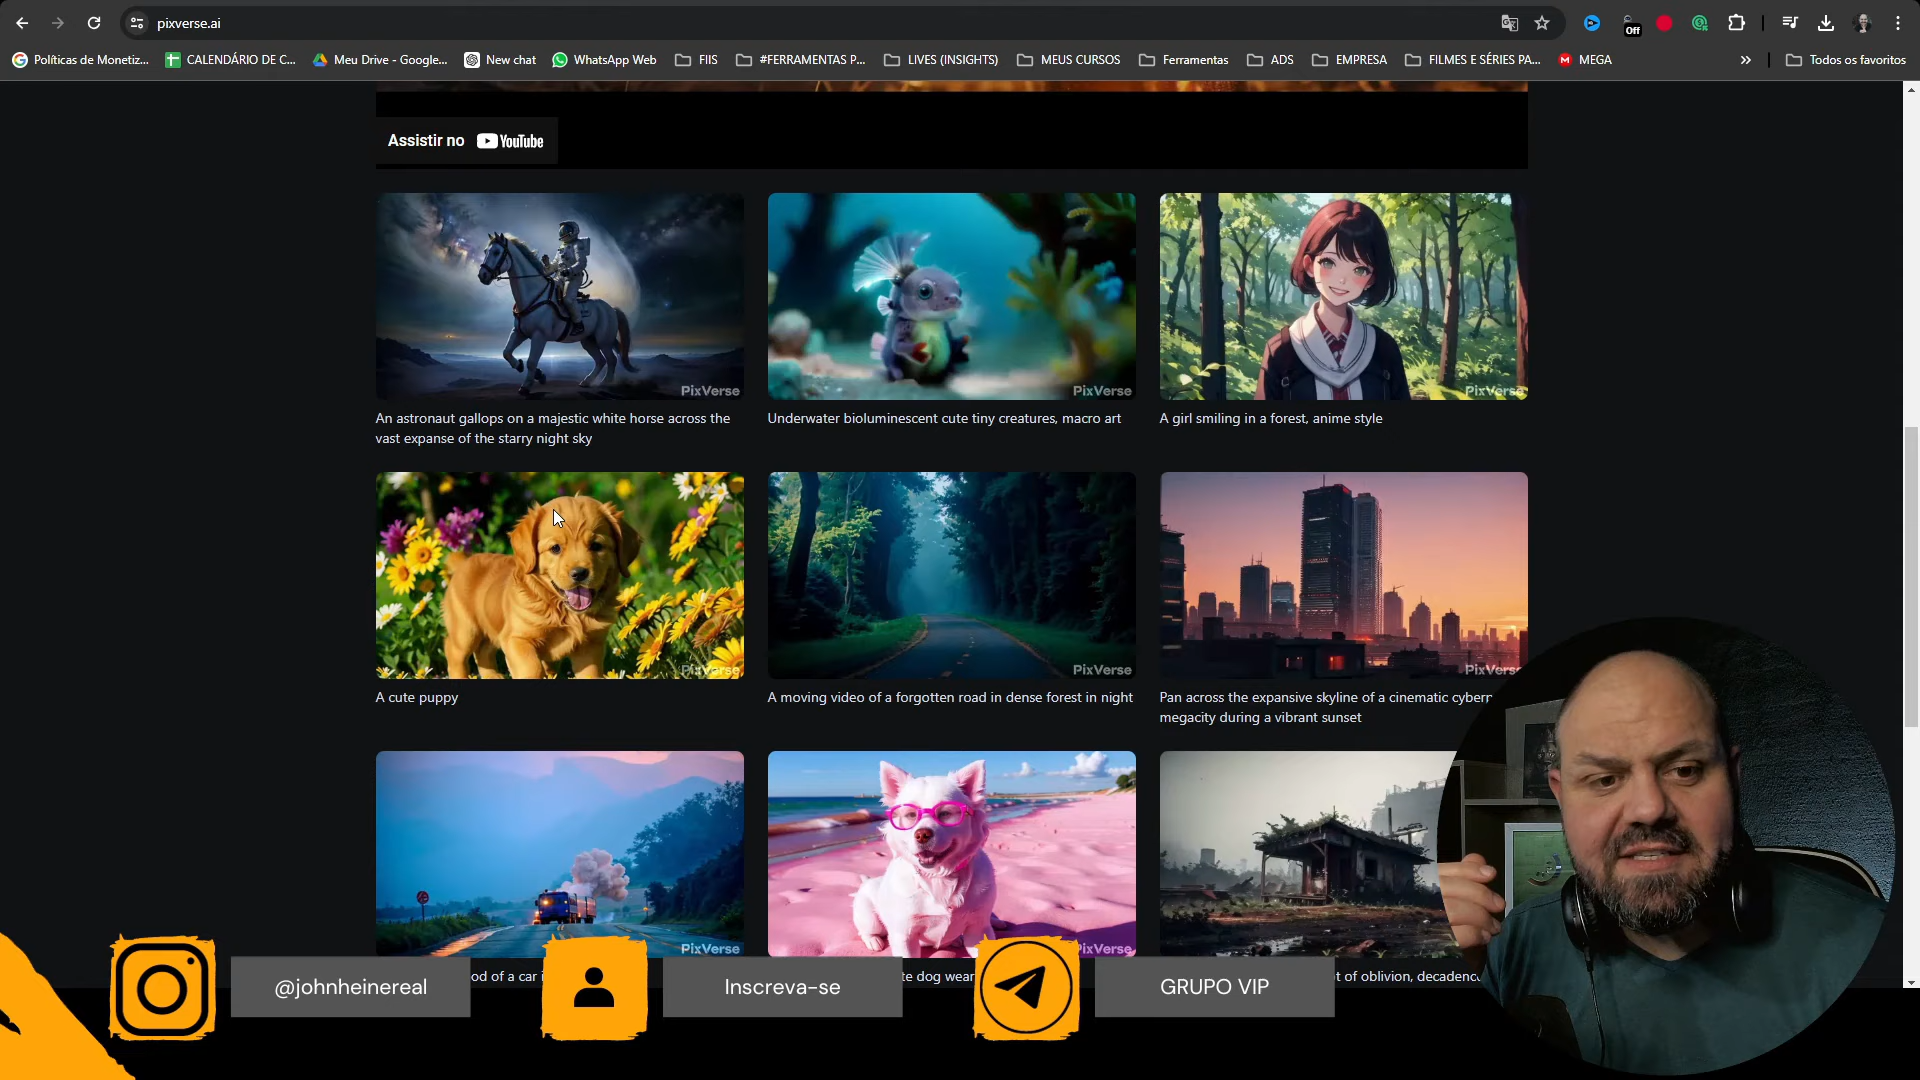 pixverse.ai
Off
Políticas de Monetiz...
CALENDÁRIO DE C...
Meu Drive - Google...
New chat
WhatsApp Web
FIIS
#FERRAMENTAS P...
LIVES (INSIGHTS)
MEUS CURSOS
Ferramentas
ADS
EMPRESA
FILMES E SÉRIES PA...
MEGA
Todos os favoritos
Assistir no YouTube
PixVerse
PixVerse
PixVerse
An astronaut gallops on a majestic white horse across the
vast expanse of the starry night sky
Underwater bioluminescent cute tiny creatures, macro art
A girl smiling in a forest, anime style
PixVerse
PixVerse
PixVerse
A cute puppy
A moving video of a forgotten road in dense forest in night
Pan across the expansive skyline of a cinematic
megacity during a vibrant sunset
PixVerse
PixVerse
od of a car
dog
of oblivion,
@johnheinereal
Inscreva-se
GRUPO VIP